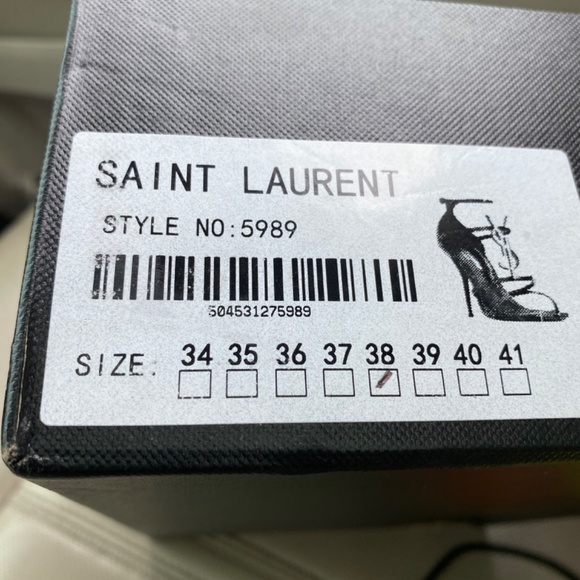 SAINT LAURENT
STYLE NO:5989
504531275989
SIZE: 34 35 36 37 38 39 40 41